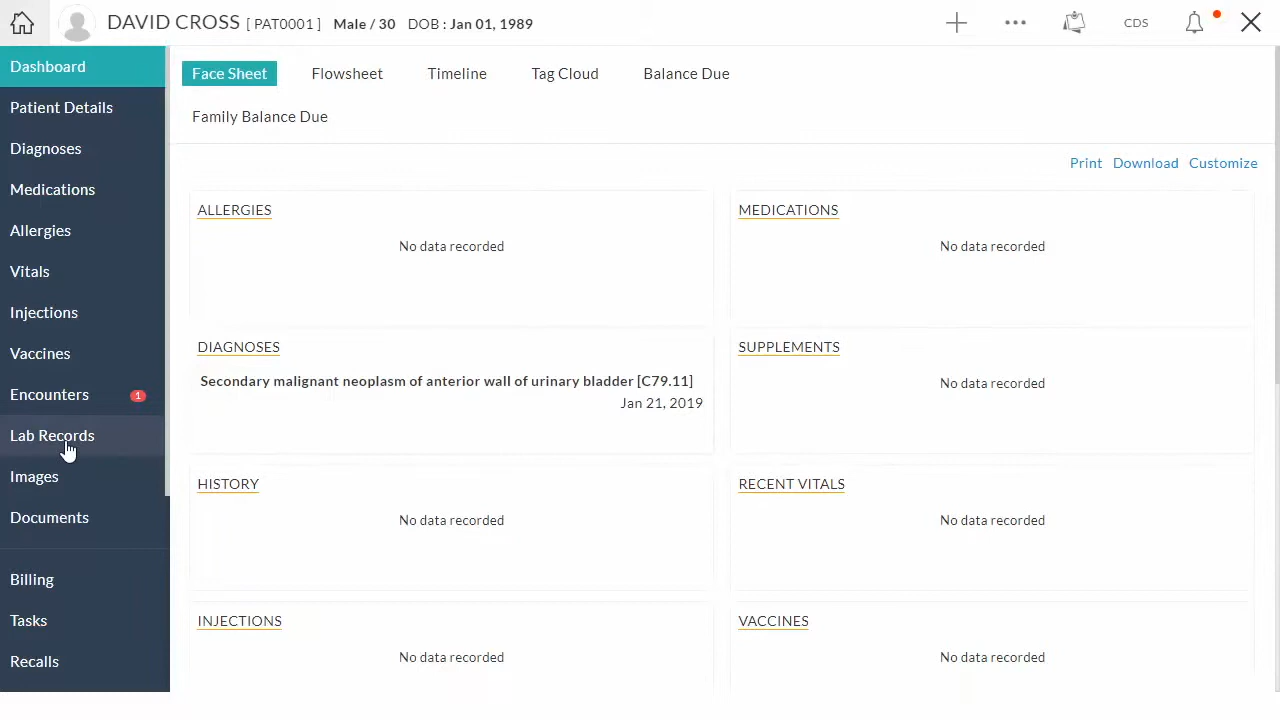 DAVID CROSS [ PAT0001 ] Male / 30 DOB : Jan 01, 1989
CDS
Dashboard
Patient Details
Diagnoses
Medications
Allergies
Vitals
Injections
Vaccines
Encounters 1
Lab Records
Images
Documents
Billing
Tasks
Recalls
Face Sheet Flowsheet Timeline Tag Cloud Balance Due
Family Balance Due
Print Download Customize
ALLERGIES
No data recorded
MEDICATIONS
No data recorded
DIAGNOSES
Secondary malignant neoplasm of anterior wall of urinary bladder [C79.11]
Jan 21, 2019
SUPPLEMENTS
No data recorded
HISTORY
No data recorded
RECENT VITALS
No data recorded
INJECTIONS
No data recorded
VACCINES
No data recorded